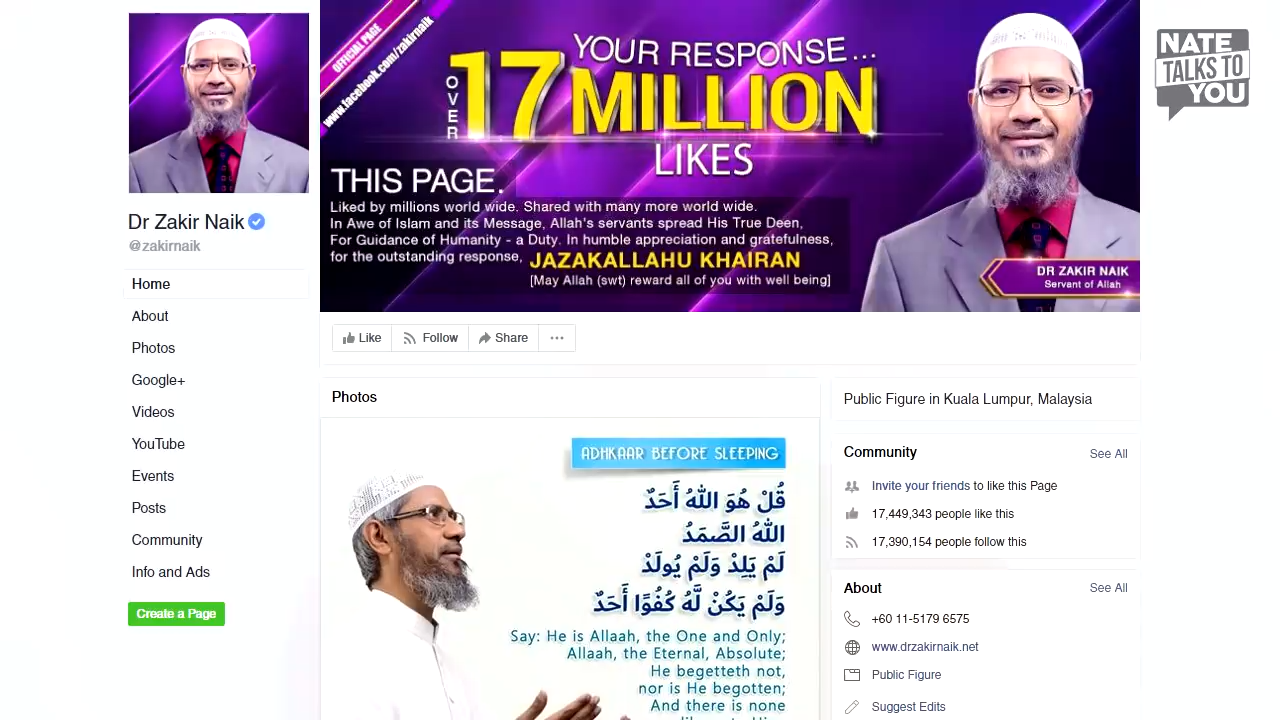 OFFICIAL PAGE
www.facebook.com/zakirnaik
YOUR RESPONSE...
OVER
17 MILLION
LIKES
THIS PAGE.
Liked by millions world wide. Shared with many more world wide.
In Awe of Islam and its Message, Allah's servants spread His True Deen,
For Guidance of Humanity - a Duty. In humble appreciation and gratefulness,
for the outstanding response, JAZAKALLAHU KHAIRAN
[May Allah (swt) reward all of you with well being]
DR ZAKIR NAIK
Servant of Allah
NATE
TALKS TO
YOU
Dr Zakir Naik
@zakirnaik
Home
About
Photos
Google+
Videos
YouTube
Events
Posts
Community
Info and Ads
Create a Page
Like
Follow
Share
Photos
ADHKAAR BEFORE SLEEPING
قُلْ هُوَ اللهُ أَحَدٌ
اللهُ الصَّمَدُ
لَمْ يَلِدْ وَلَمْ يُولَدْ
وَلَمْ يَكُنْ لَّهُ كُفُوًا أَحَدٌ
Say: He is Allaah, the One and Only;
Allaah, the Eternal, Absolute;
He begetteth not,
nor is He begotten;
And there is none
Public Figure in Kuala Lumpur, Malaysia
Community
See All
Invite your friends to like this Page
17,449,343 people like this
17,390,154 people follow this
About
See All
+60 11-5179 6575
www.drzakirnaik.net
Public Figure
Suggest Edits